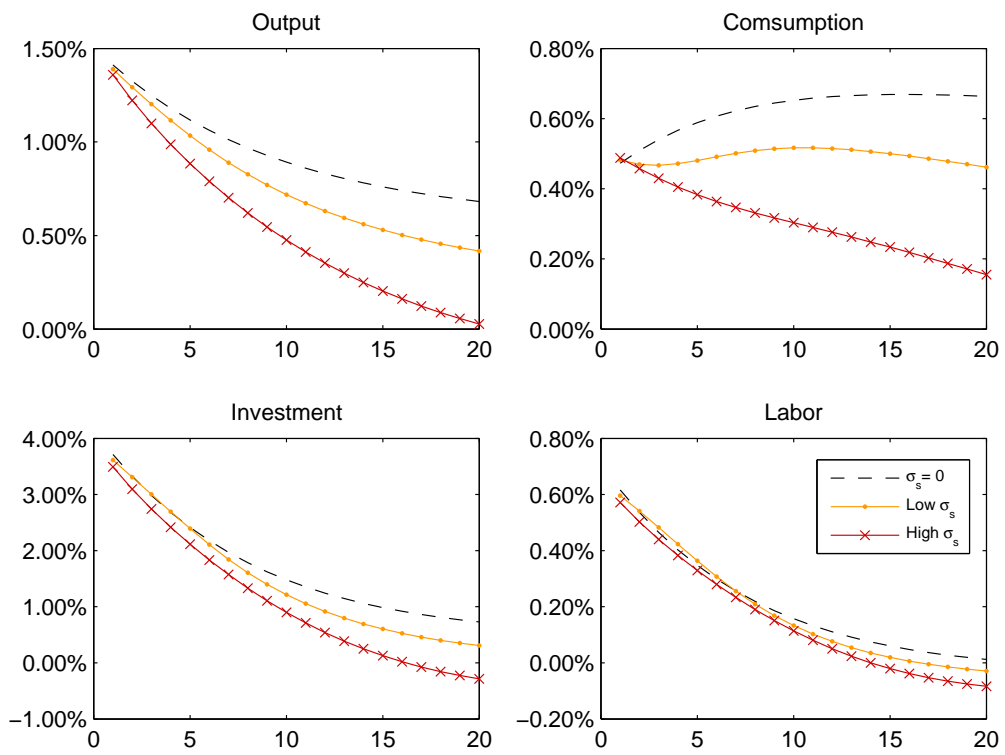 Output
1.50%
1.00%
0.50%
0.00%
0 5 10 15 20
Comsumption
0.80%
0.60%
0.40%
0.20%
0.00%
0 5 10 15 20
Investment
4.00%
3.00%
2.00%
1.00%
0.00%
−1.00%
0 5 10 15 20
Labor
0.80%
0.60%
0.40%
0.20%
0.00%
−0.20%
0 5 10 15 20
σs= 0
Low σs
High σs